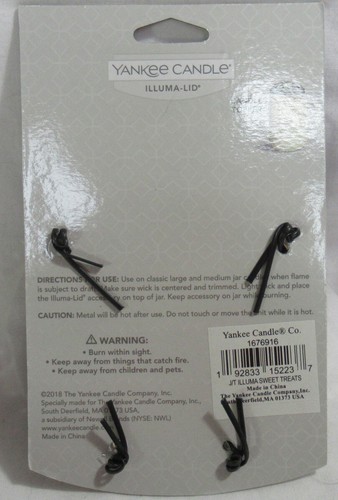 YANKEE CANDLE®
ILLUMA-LID®
DIRECTIONS FOR USE: Use on classic large and medium jar when flame
is subject to Make sure wick is centered and trimmed. Light and place
the Illuma-Lid® accessory on top of jar. Keep accessory on jar while burning.
CAUTION: Metal will be hot after use. Do not touch or move the unit while it is hot.
⚠ WARNING:
• Burn within sight.
• Keep away from things that catch fire.
• Keep away from children and pets.
©2018 The Yankee Candle Company, Inc.
Specially made for The Yankee Candle Company, Inc.,
South Deerfield, MA 01373 USA,
a subsidiary of Brands (NYSE: NWL)
www.yankeecandle.
Made in China
Yankee Candle® Co.
1676916
1 92833 15223 7
J/T ILLUMA-SWEET TREATS
Made in China
The Yankee Candle Company, Inc.
South Deerfield, MA 01373 USA